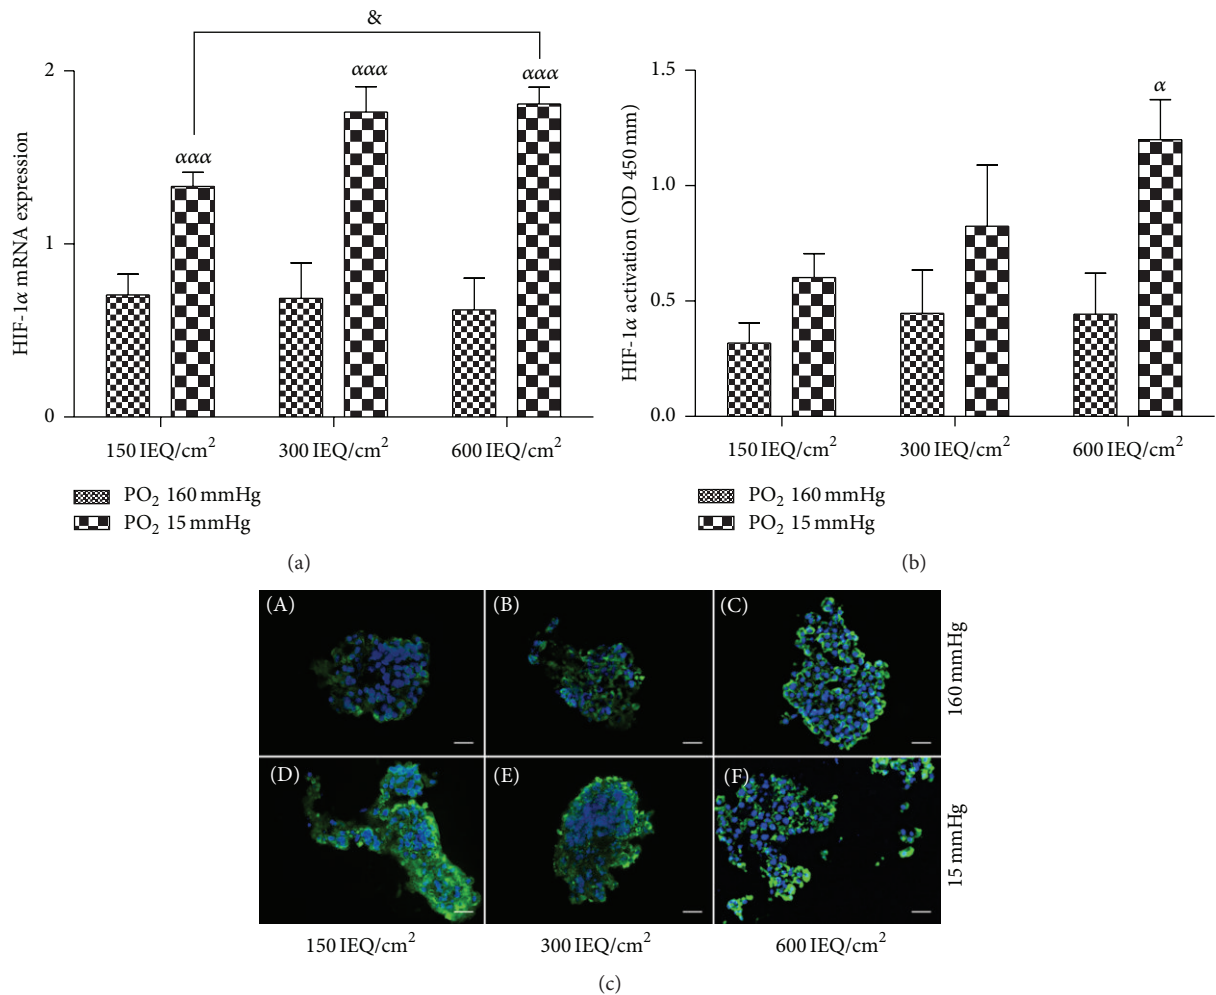 &
ααα
ααα
ααα
2
1
0
HIF-1α mRNA expression
150 IEQ/cm²
300 IEQ/cm²
600 IEQ/cm²
PO₂ 160 mmHg
PO₂ 15 mmHg
(a)
α
1.5
1.0
0.5
0.0
HIF-1α activation (OD 450 mm)
150 IEQ/cm²
300 IEQ/cm²
600 IEQ/cm²
PO₂ 160 mmHg
PO₂ 15 mmHg
(b)
(A)
(B)
(C)
160 mmHg
(D)
(E)
(F)
15 mmHg
150 IEQ/cm²
300 IEQ/cm²
600 IEQ/cm²
(c)